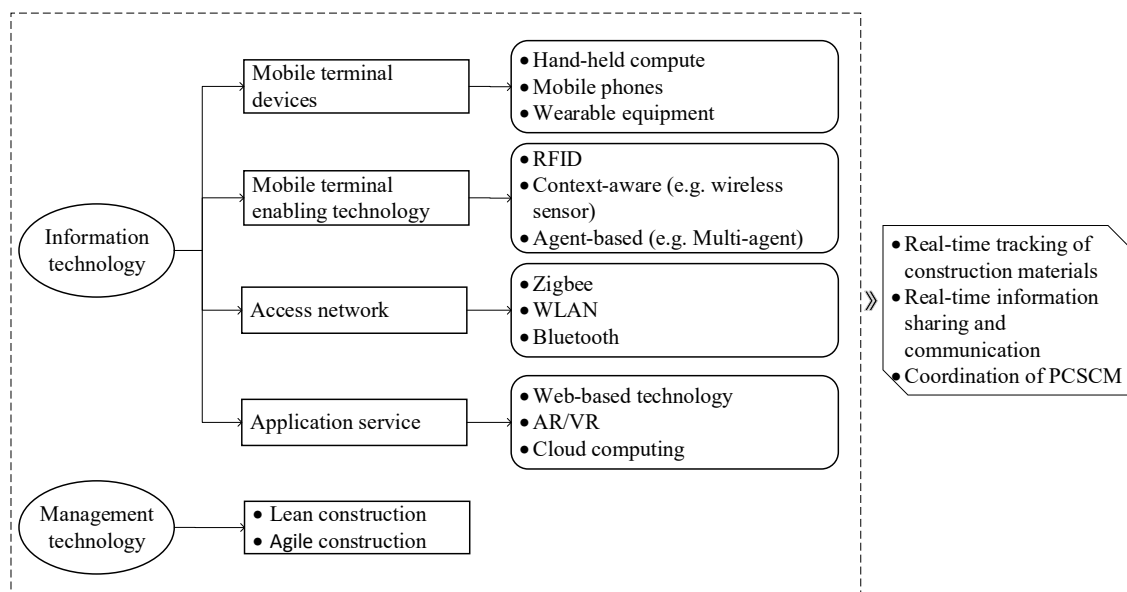 Information
technology
Mobile terminal
devices
• Hand-held compute
• Mobile phones
• Wearable equipment
Mobile terminal
enabling technology
• RFID
• Context-aware (e.g. wireless
sensor)
• Agent-based (e.g. Multi-agent)
Access network
• Zigbee
• WLAN
• Bluetooth
Application service
• Web-based technology
• AR/VR
• Cloud computing
Management
technology
• Lean construction
• Agile construction
• Real-time tracking of
construction materials
• Real-time information
sharing and
communication
• Coordination of PCSCM